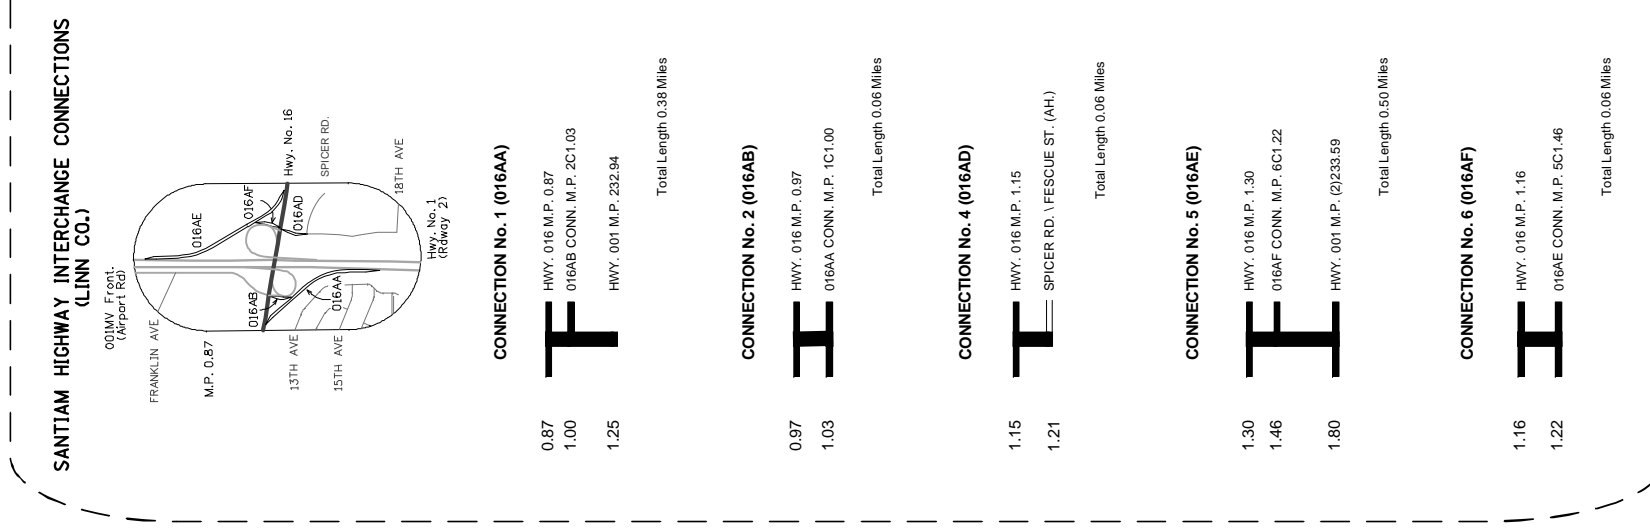 SANTIAM HIGHWAY INTERCHANGE CONNECTIONS
(LINN CO.)
001MV Front.
(Airport Rd)
FRANKLIN AVE
M.P. 0.87
016AE
016AB
016AF
016AD
016AA
Hwy. No. 16
SPICER RD.
13TH AVE
15TH AVE
18TH AVE
Hwy. No. 1
(Rdway 2)
CONNECTION No. 1 (016AA)
0.87 HWY. 016 M.P. 0.87
1.00 016AB CONN. M.P. 2C1.03
1.25 HWY. 001 M.P. 232.94
Total Length 0.38 Miles
CONNECTION No. 2 (016AB)
0.97 HWY. 016 M.P. 0.97
1.03 016AA CONN. M.P. 1C1.00
Total Length 0.06 Miles
CONNECTION No. 4 (016AD)
1.15 HWY. 016 M.P. 1.15
1.21 SPICER RD. \ FESCUE ST. (AH.)
Total Length 0.06 Miles
CONNECTION No. 5 (016AE)
1.30 HWY. 016 M.P. 1.30
1.46 016AF CONN. M.P. 6C1.22
1.80 HWY. 001 M.P. (2)233.59
Total Length 0.50 Miles
CONNECTION No. 6 (016AF)
1.16 HWY. 016 M.P. 1.16
1.22 016AE CONN. M.P. 5C1.46
Total Length 0.06 Miles